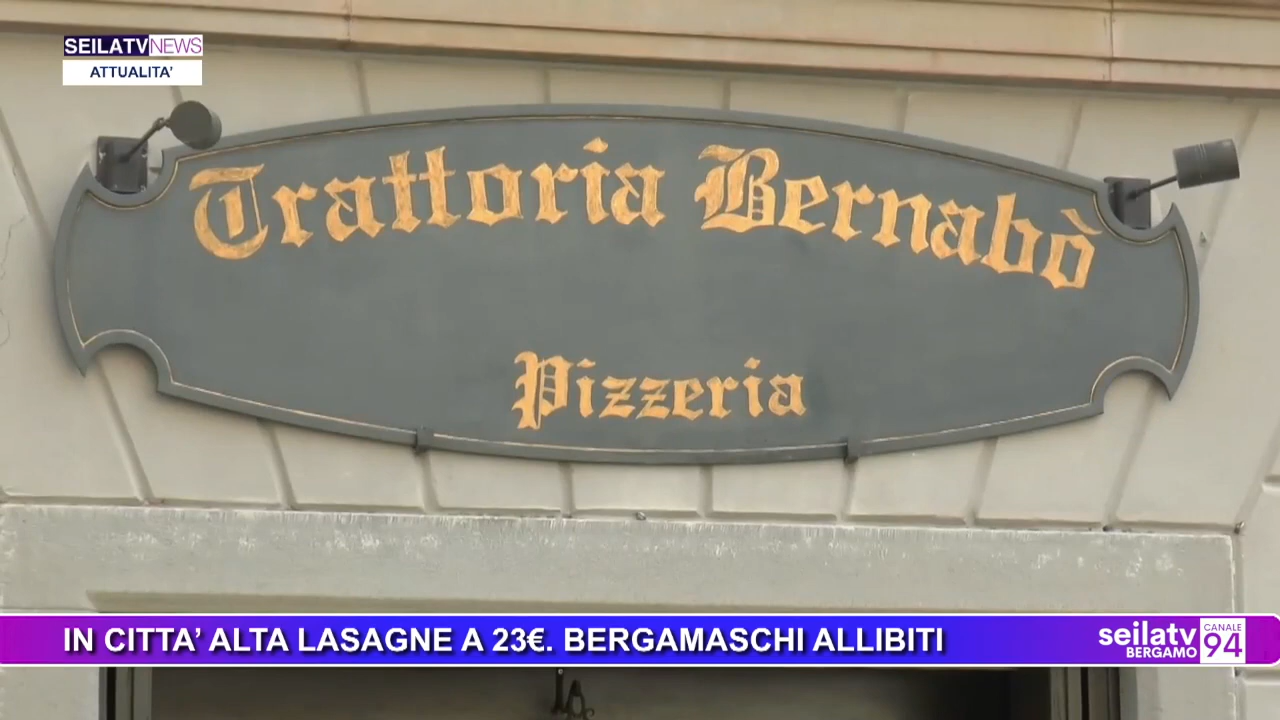 SEILATVNEWS
ATTUALITA'
Trattoria Bernabò
Pizzeria
IN CITTA' ALTA LASAGNE A 23€. BERGAMASCHI ALLIBITI
seilatv
BERGAMO
CANALE
94